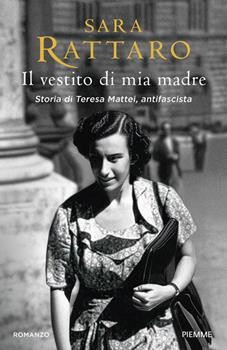 SARA
RATTARO
Il vestito di mia madre
Storia di Teresa Mattei, antifascista
ROMANZO
PIEMME